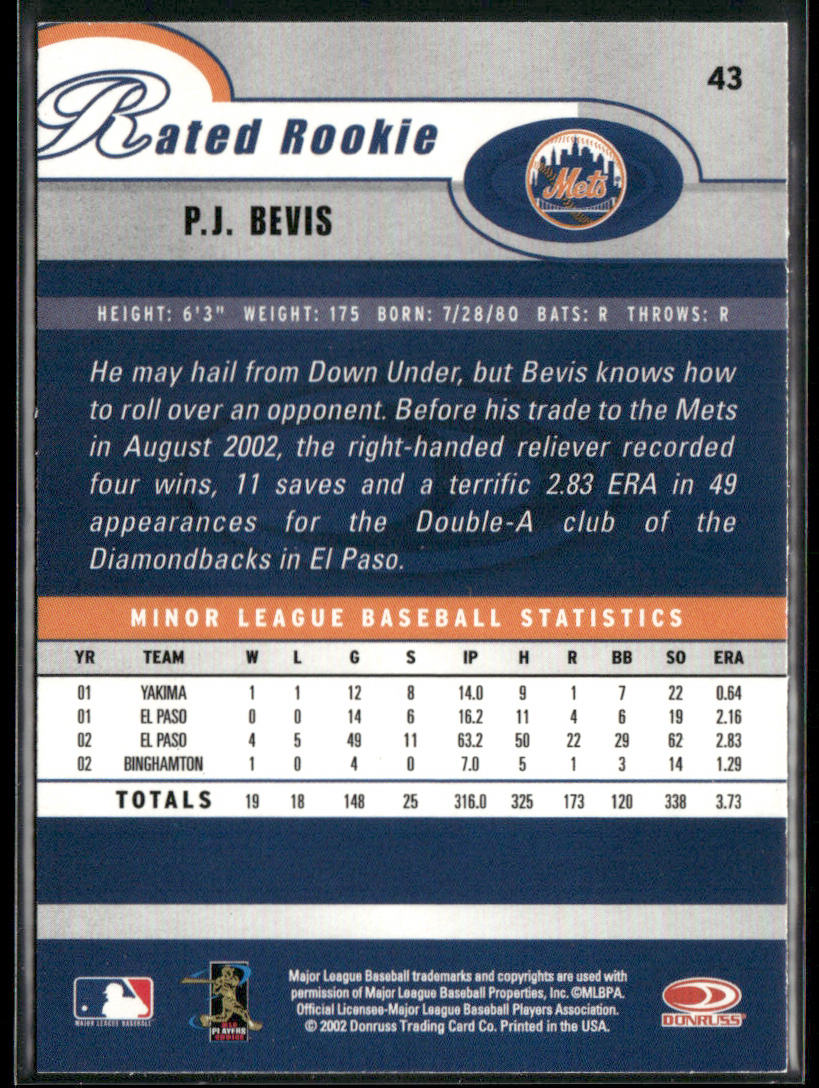 43
Rated Rookie
Mets
P.J. BEVIS
HEIGHT: 6'3" WEIGHT: 175 BORN: 7/28/80 BATS: R THROWS: R
He may hail from Down Under, but Bevis knows how
to roll over an opponent. Before his trade to the Mets
in August 2002, the right-handed reliever recorded
four wins, 11 saves and a terrific 2.83 ERA in 49
appearances for the Double-A club of the
Diamondbacks in El Paso.
MINOR LEAGUE BASEBALL STATISTICS
YR TEAM W L G S IP H R BB SO ERA
01 YAKIMA 1 1 12 8 14.0 9 1 7 22 0.64
01 EL PASO 0 0 14 6 16.2 11 4 6 19 2.16
02 EL PASO 4 5 49 11 63.2 50 22 29 62 2.83
02 BINGHAMTON 1 0 4 0 7.0 5 1 3 14 1.29
TOTALS 19 18 148 25 316.0 325 173 120 338 3.73
Major League Baseball trademarks and copyrights are used with
permission of Major League Baseball Properties, Inc. ©MLBPA.
Official Licensee-Major League Baseball Players Association.
© 2002 Donruss Trading Card Co. Printed in the USA.
MAJOR LEAGUE BASEBALL
MLB
PLAYERS
CHOICE
DONRUSS